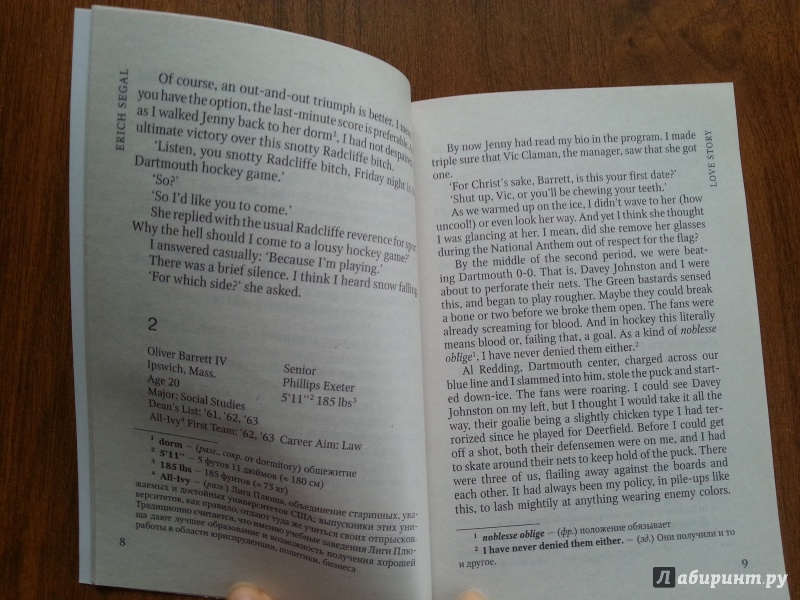 ERICH SEGAL
Of course, an out-and-out triumph is better. I mean
you have the option, the last-minute score is preferable.
as I walked Jenny back to her dorm¹, I had not despaired
ultimate victory over this snotty Radcliffe bitch.
'Listen, you snotty Radcliffe bitch, Friday night is
Dartmouth hockey game.'
'So?'
'So I'd like you to come.'
She replied with the usual Radcliffe reverence for sport
Why the hell should I come to a lousy hockey game?
I answered casually: 'Because I'm playing.'
There was a brief silence. I think I heard snow falling
'For which side?' she asked.
2
Oliver Barrett IV Senior
Ipswich, Mass. Phillips Exeter
Age 20 5'11"² 185 lbs³
Major: Social Studies
Dean's List: '61, '62, '63
All-Ivy⁴ First Team: '62, '63 Career Aim: Law
¹ dorm — (разг., сокр. от dormitory) общежитие
² 5'11" — 5 футов 11 дюймов (≈ 180 см)
³ 185 lbs — 185 фунтов (≈ 75 кг)
⁴ All-Ivy — (разг.) Лига Плюща, объединение старинных, ува-
жаемых и достойных университетов США; выпускники этих уни-
верситетов, как правило, отдают туда же учиться своих отпрысков.
Традиционно считается, что именно учебные заведения Лиги Плю-
ща дают лучшее образование и возможность получения хорошей
работы в области юриспруденции, политики, бизнеса
8
LOVE STORY
By now Jenny had read my bio in the program. I made
triple sure that Vic Claman, the manager, saw that she got
one.
'For Christ's sake, Barrett, is this your first date?'
'Shut up, Vic, or you'll be chewing your teeth.'
As we warmed up on the ice, I didn't wave to her (how
uncool!) or even look her way. And yet I think she thought
I was glancing at her. I mean, did she remove her glasses
during the National Anthem out of respect for the flag?
By the middle of the second period, we were beat-
ing Dartmouth 0-0. That is, Davey Johnston and I were
about to perforate their nets. The Green bastards sensed
this, and began to play rougher. Maybe they could break
a bone or two before we broke them open. The fans were
already screaming for blood. And in hockey this literally
means blood or, failing that, a goal. As a kind of noblesse
oblige¹, I have never denied them either.²
Al Redding, Dartmouth center, charged across our
blue line and I slammed into him, stole the puck and start-
ed down-ice. The fans were roaring. I could see Davey
Johnston on my left, but I thought I would take it all the
way, their goalie being a slightly chicken type I had ter-
rorized since he played for Deerfield. Before I could get
off a shot, both their defensemen were on me, and I had
to skate around their nets to keep hold of the puck. There
were three of us, flailing away against the boards and
each other. It had always been my policy, in pile-ups like
this, to lash mightily at anything wearing enemy colors.
¹ noblesse oblige — (фр.) положение обязывает
² I have never denied them either. — (зд.) Они получили и то
и другое.
9
Лабиринт.ру